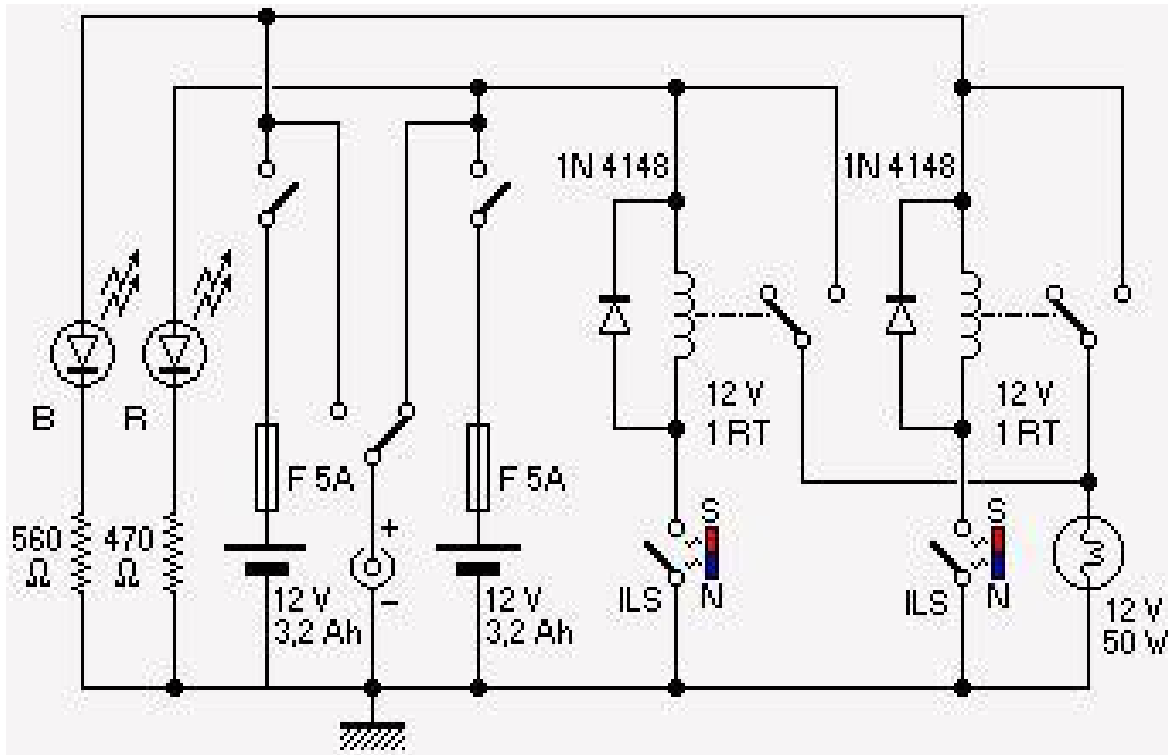 1N 4148
1N 4148
B
R
12 V
1 RT
12 V
1 RT
F 5A
F 5A
560
Ω
470
Ω
+
−
S
N
S
N
ILS
ILS
12 V
3,2 Ah
12 V
3,2 Ah
12 V
50 W